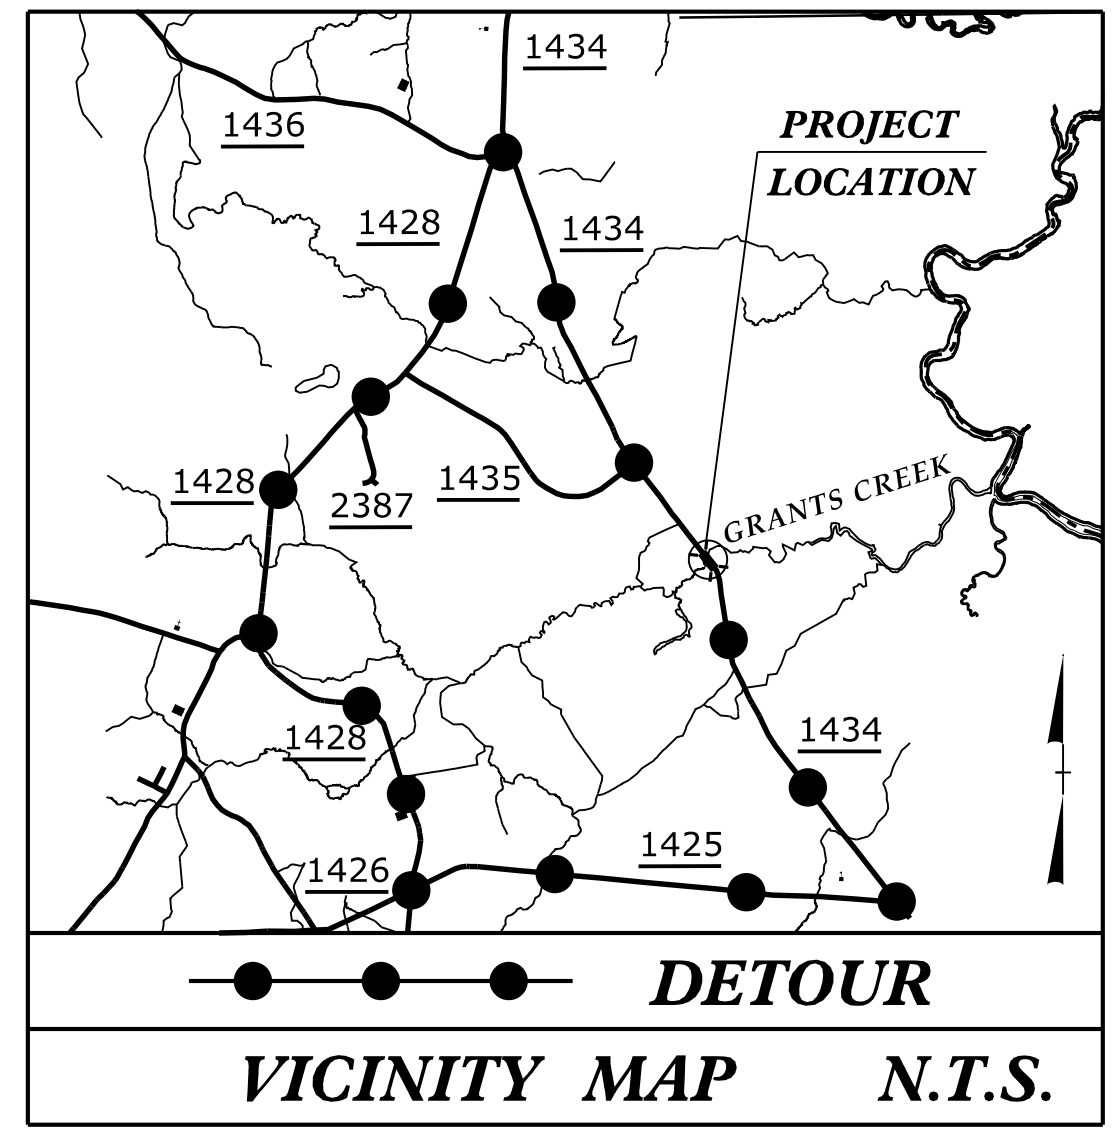 1434
PROJECT
LOCATION
1436
1428
1434
1428
1435
2387
GRANTS CREEK
1428
1434
1425
1426
DETOUR
VICINITY MAP N.T.S.